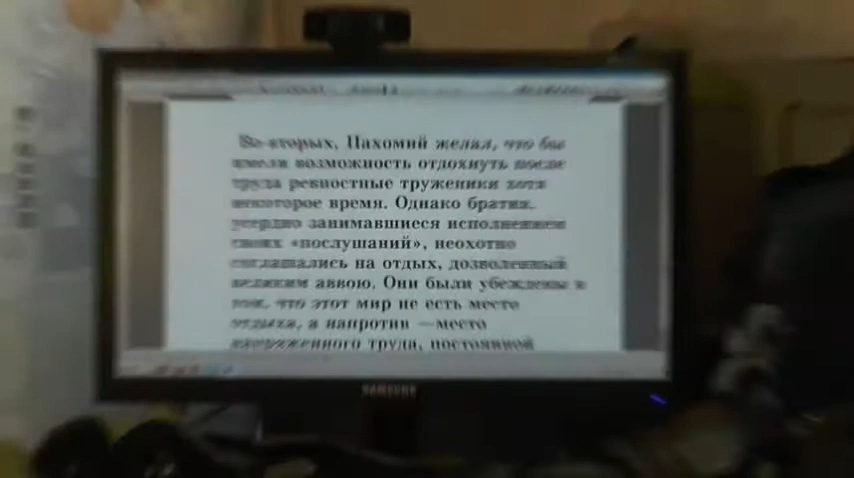 Во-вторых, Пахомий желал, что бы
имели возможность отдохнуть после
труда ревностные труженики хотя
некоторое время. Однако братия,
усердно занимавшиеся исполнением
своих «послушаний», неохотно
соглашались на отдых, дозволенный
великим аввою. Они были убеждены в
том, что этот мир не есть место
отдыха, а напротив —место
напряженного труда, постоянной
SAMSUNG